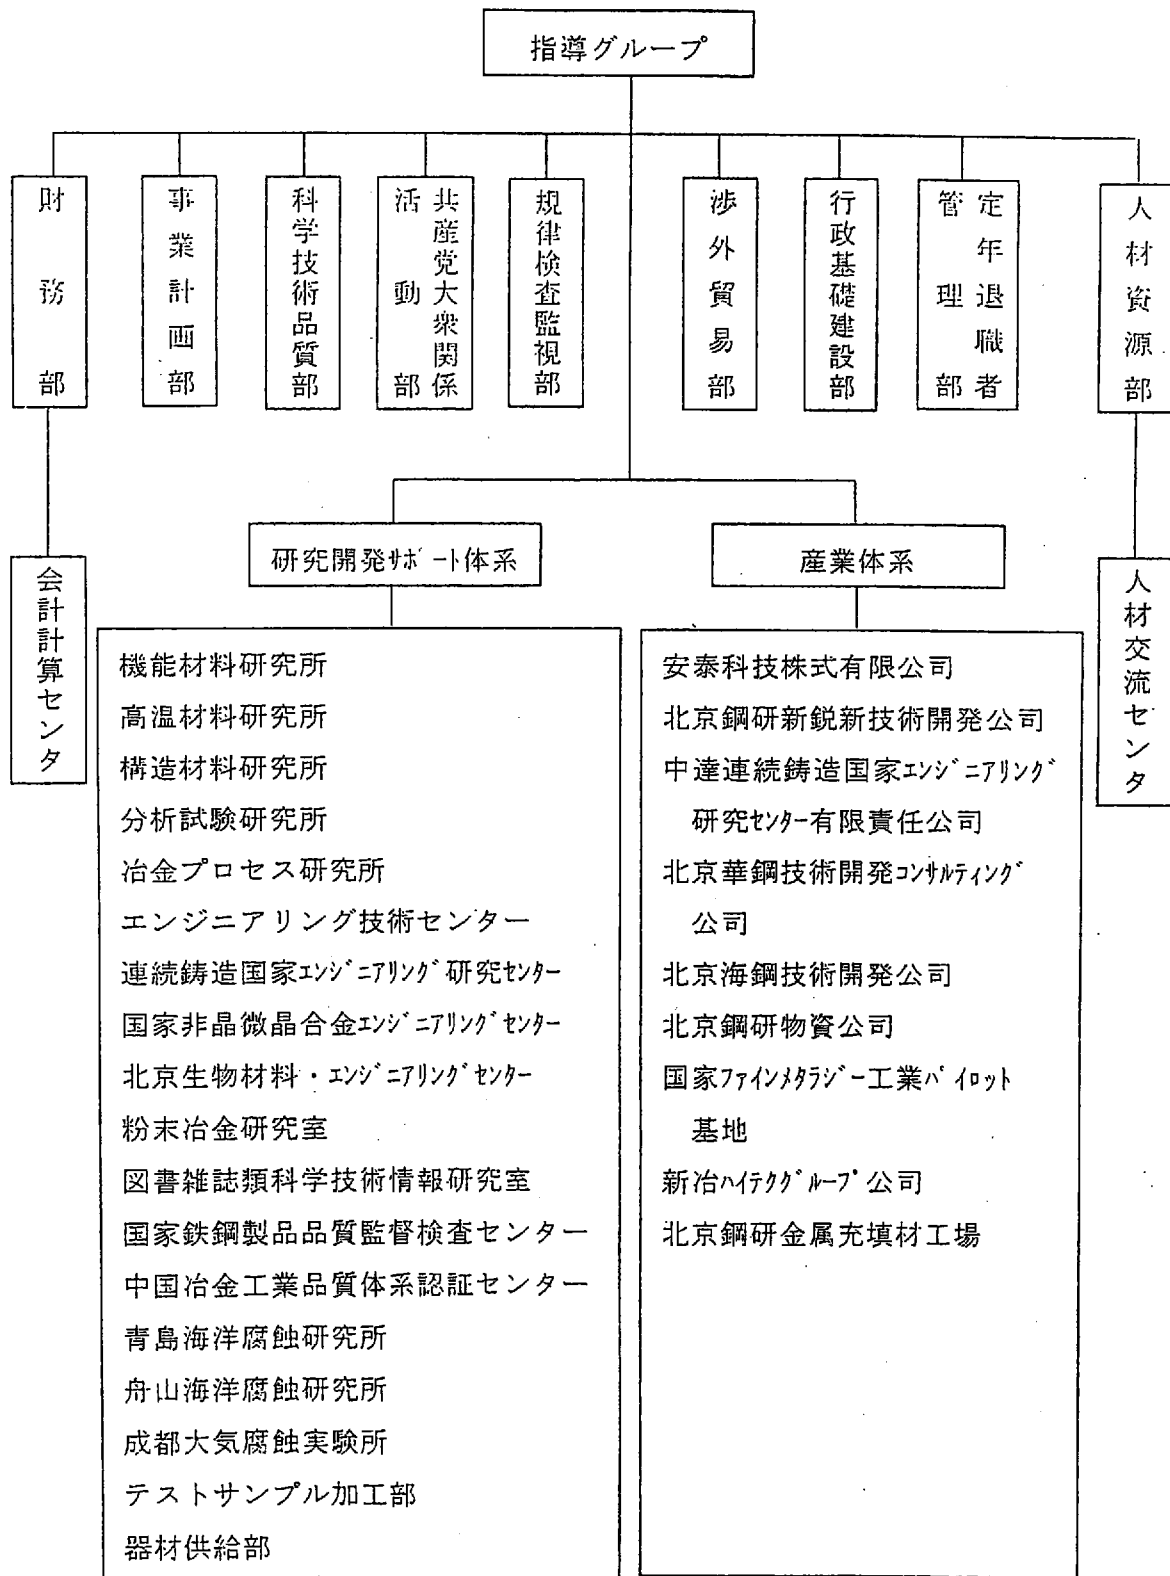 指導グループ
財務部
事業計画部
科学技術品質部
共産党大衆関係
活動部
規律検査監視部
渉外貿易部
行政基礎建設部
定年退職者
管理部
人材資源部
研究開発ｻﾎﾟｰﾄ体系
産業体系
会計計算センタ
人材交流センタ
機能材料研究所
高温材料研究所
構造材料研究所
分析試験研究所
冶金プロセス研究所
エンジニアリング技術センター
連続鋳造国家ｴﾝｼﾞﾆｱﾘﾝｸﾞ研究ｾﾝﾀｰ
国家非晶微晶合金ｴﾝｼﾞﾆｱﾘﾝｸﾞｾﾝﾀｰ
北京生物材料・ｴﾝｼﾞﾆｱﾘﾝｸﾞｾﾝﾀｰ
粉末冶金研究室
図書雑誌類科学技術情報研究室
国家鉄鋼製品品質監督検査センター
中国冶金工業品質体系認証センター
青島海洋腐蝕研究所
舟山海洋腐蝕研究所
成都大気腐蝕実験所
テストサンプル加工部
器材供給部
安泰科技株式有限公司
北京鋼研新鋭新技術開発公司
中達連続鋳造国家ｴﾝｼﾞﾆｱﾘﾝｸﾞ
研究ｾﾝﾀｰ有限責任公司
北京華鋼技術開発ｺﾝｻﾙﾃｨﾝｸﾞ
公司
北京海鋼技術開発公司
北京鋼研物資公司
国家ﾌｧｲﾝﾒﾀﾗｼﾞｰ工業ﾊﾟｲﾛｯﾄ
基地
新冶ﾊｲﾃｸｸﾞﾙｰﾌﾟ公司
北京鋼研金属充填材工場